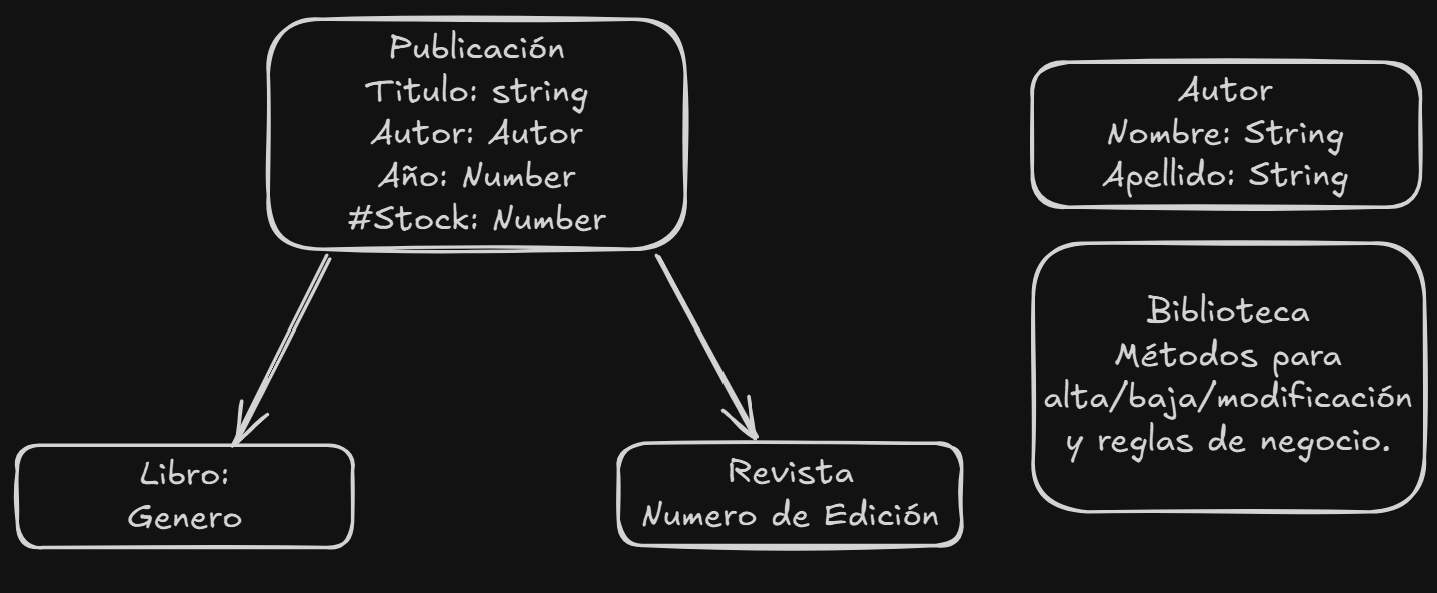 Publicación
Titulo: string
Autor: Autor
Año: Number
#Stock: Number
Autor
Nombre: String
Apellido: String
Biblioteca
Métodos para
alta/baja/modificación
y reglas de negocio.
Libro:
Genero
Revista
Numero de Edición